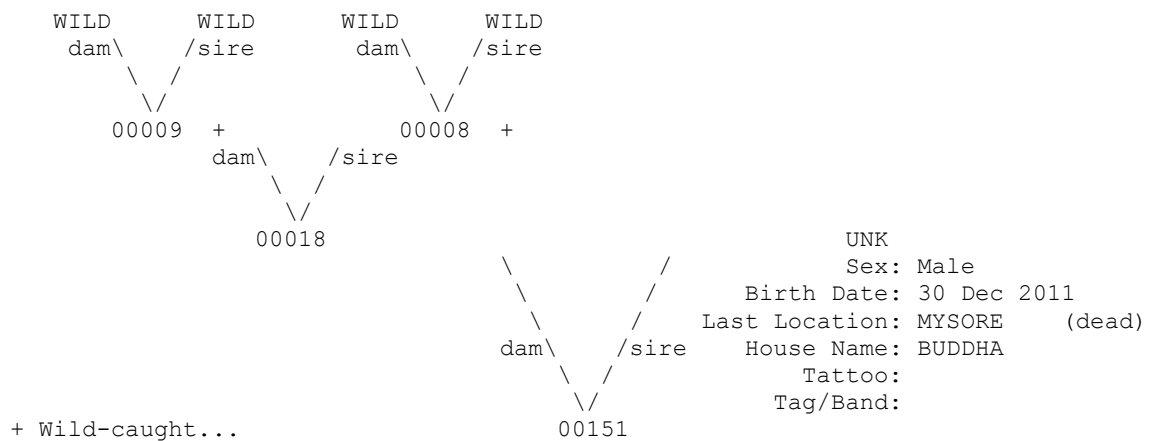 WILD WILD WILD WILD
dam\ /sire dam\ /sire
\ / \ /
\/ \/
00009 + 00008 +
dam\ /sire
\ /
\/
00018 UNK
\ / Sex: Male
\ / Birth Date: 30 Dec 2011
\ / Last Location: MYSORE (dead)
dam\ /sire House Name: BUDDHA
\ / Tattoo:
\/ Tag/Band:
+ Wild-caught... 00151